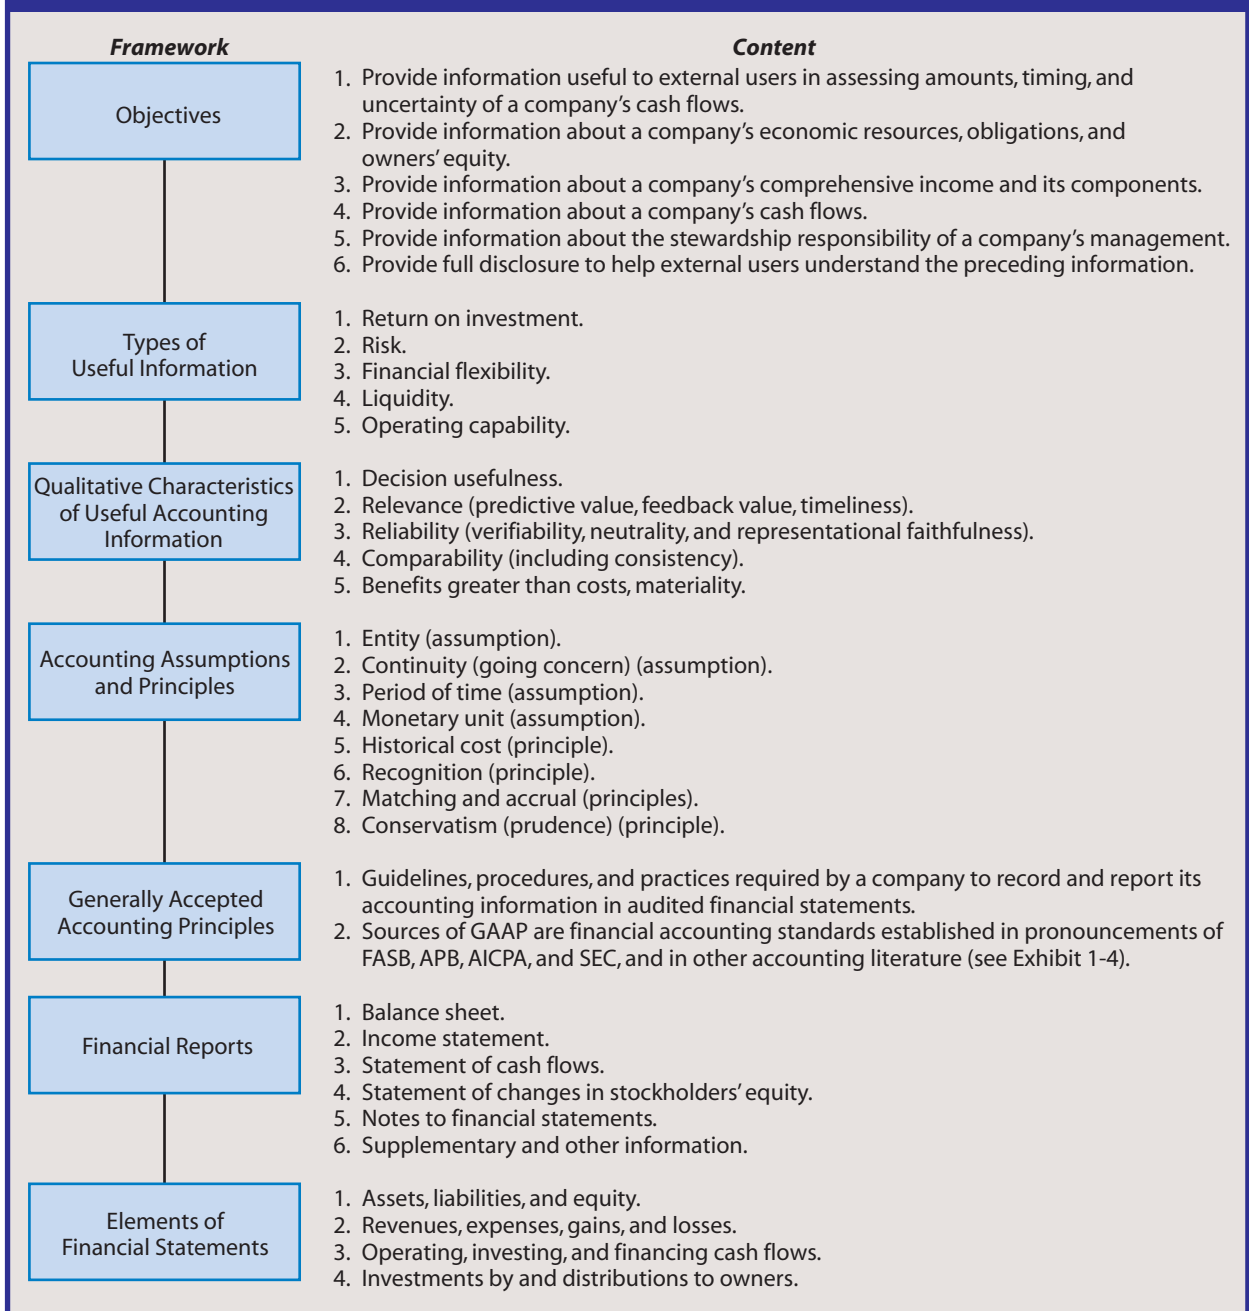 Framework
Content
Objectives
1. Provide information useful to external users in assessing amounts, timing, and
uncertainty of a company's cash flows.
2. Provide information about a company's economic resources, obligations, and
owners' equity.
3. Provide information about a company's comprehensive income and its components.
4. Provide information about a company's cash flows.
5. Provide information about the stewardship responsibility of a company's management.
6. Provide full disclosure to help external users understand the preceding information.
Types of
Useful Information
1. Return on investment.
2. Risk.
3. Financial flexibility.
4. Liquidity.
5. Operating capability.
Qualitative Characteristics
of Useful Accounting
Information
1. Decision usefulness.
2. Relevance (predictive value, feedback value, timeliness).
3. Reliability (verifiability, neutrality, and representational faithfulness).
4. Comparability (including consistency).
5. Benefits greater than costs, materiality.
Accounting Assumptions
and Principles
1. Entity (assumption).
2. Continuity (going concern) (assumption).
3. Period of time (assumption).
4. Monetary unit (assumption).
5. Historical cost (principle).
6. Recognition (principle).
7. Matching and accrual (principles).
8. Conservatism (prudence) (principle).
Generally Accepted
Accounting Principles
1. Guidelines, procedures, and practices required by a company to record and report its
accounting information in audited financial statements.
2. Sources of GAAP are financial accounting standards established in pronouncements of
FASB, APB, AICPA, and SEC, and in other accounting literature (see Exhibit 1-4).
Financial Reports
1. Balance sheet.
2. Income statement.
3. Statement of cash flows.
4. Statement of changes in stockholders' equity.
5. Notes to financial statements.
6. Supplementary and other information.
Elements of
Financial Statements
1. Assets, liabilities, and equity.
2. Revenues, expenses, gains, and losses.
3. Operating, investing, and financing cash flows.
4. Investments by and distributions to owners.